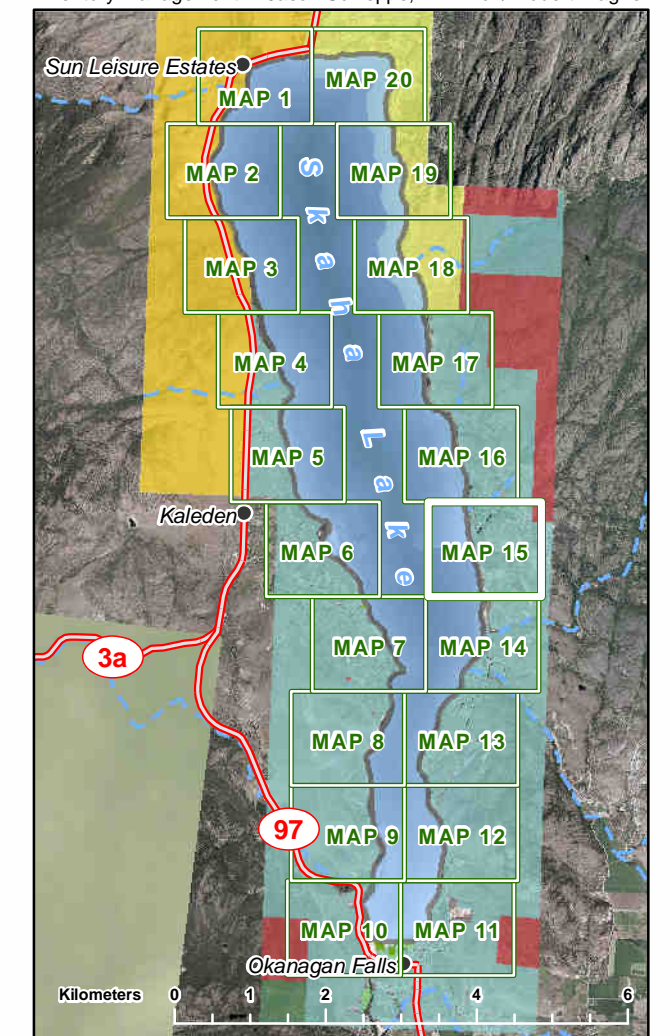 Sun Leisure Estates
MAP 20
MAP 1
MAP 2
MAP 19
MAP 3
MAP 18
MAP 4
MAP 17
MAP 5
MAP 16
Skaha Lake
Kaleden
MAP 6
MAP 15
3a
MAP 7
MAP 14
MAP 8
MAP 13
97
MAP 9
MAP 12
MAP 10
MAP 11
Okanagan Falls
Kilometers 0 1 2 4 6